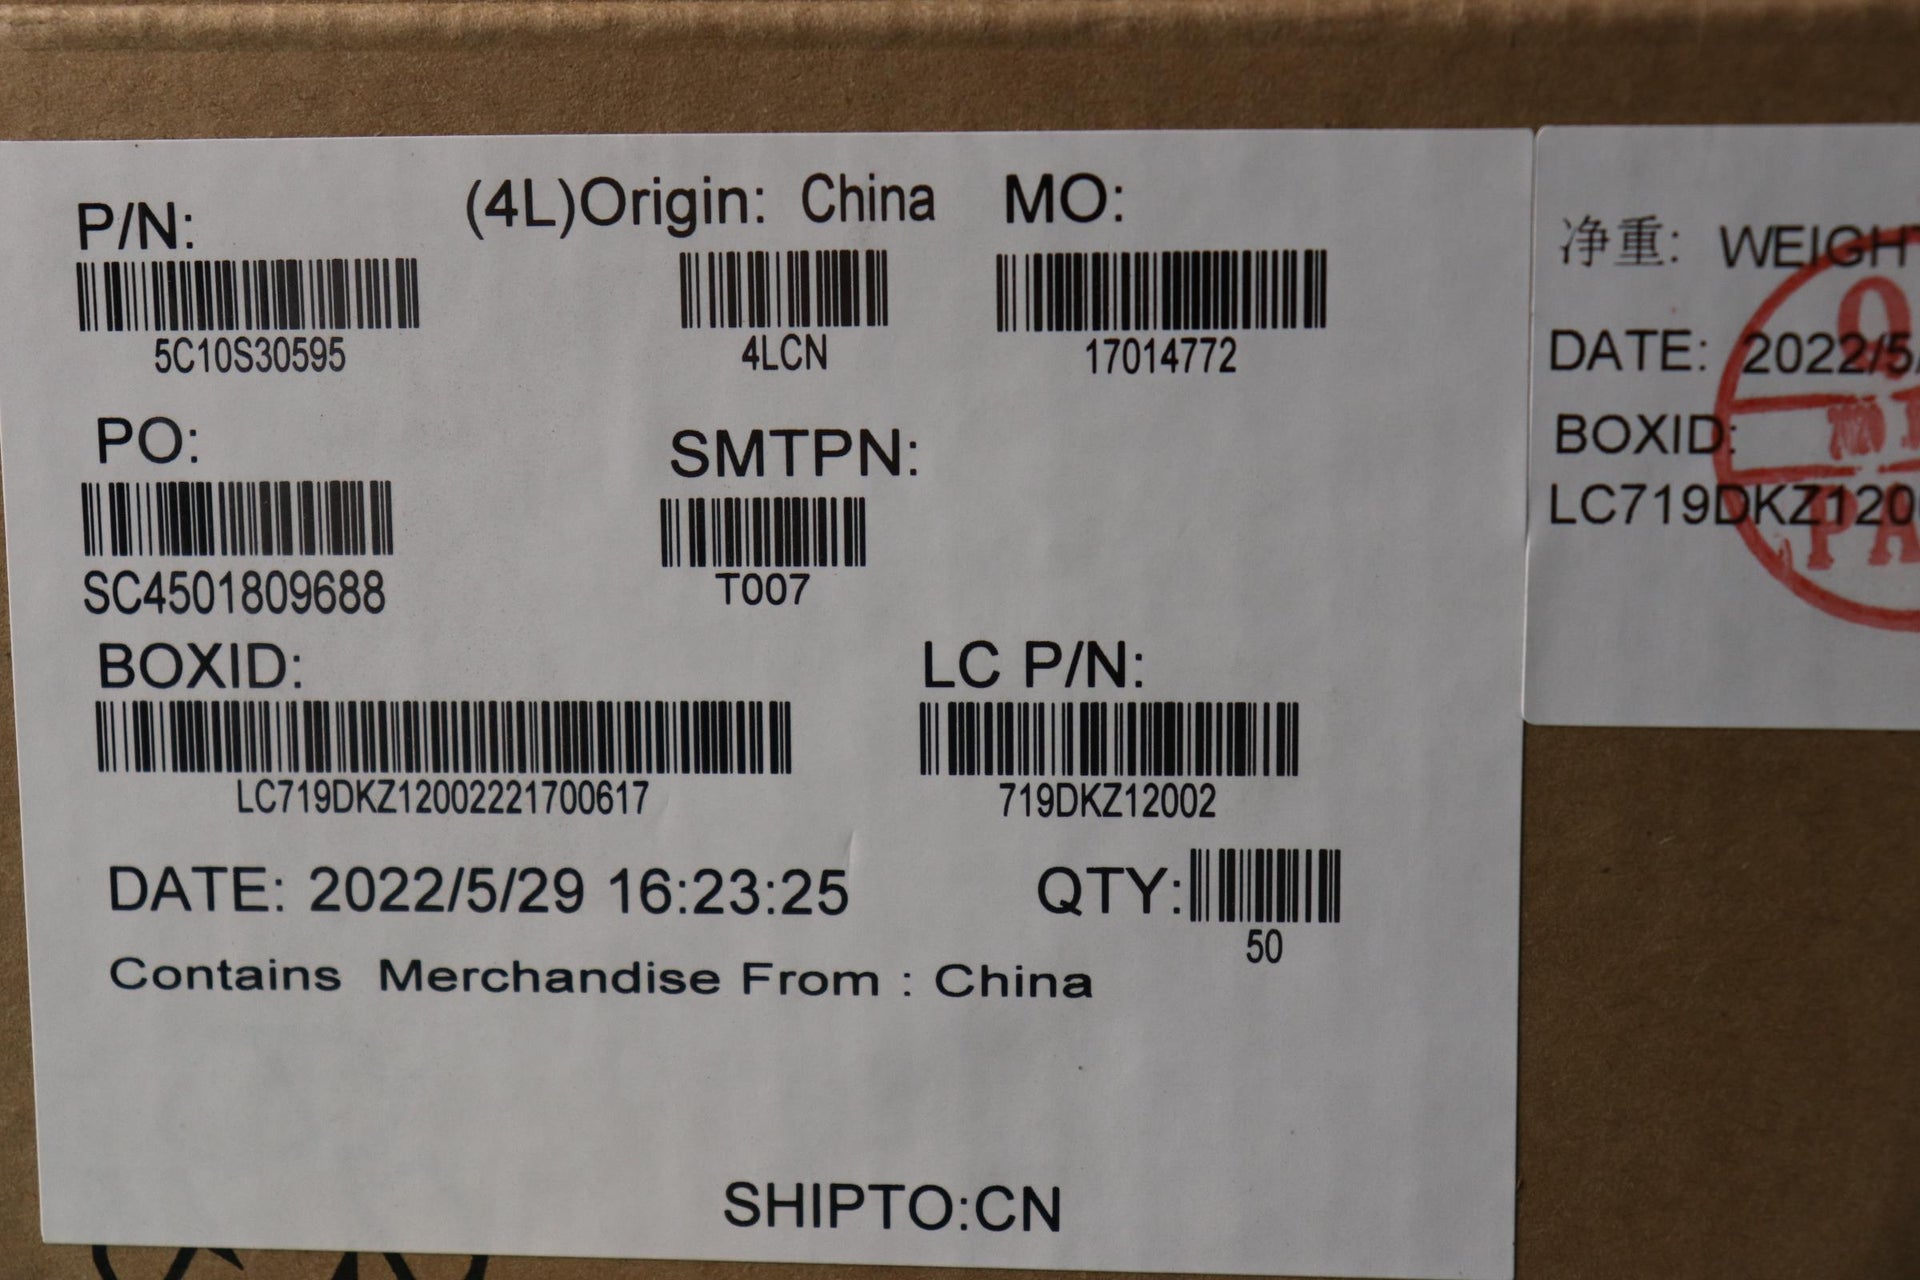 P/N: (4L)Origin: China MO:
5C10S30595 4LCN 17014772
PO: SMTPN:
SC4501809688 T007
BOXID: LC P/N:
LC719DKZ12002221700617 719DKZ12002
DATE: 2022/5/29 16:23:25 QTY:
50
Contains Merchandise From : China
SHIPTO:CN
净重: WEIGHT
DATE: 2022/5
BOXID:
LC719DKZ120